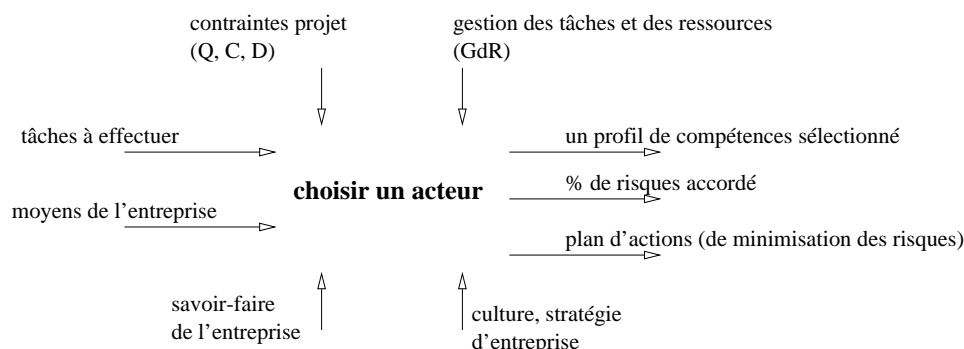 contraintes projet
(Q, C, D)
gestion des tâches et des ressources
(GdR)
tâches à effectuer
un profil de compétences sélectionné
choisir un acteur
% de risques accordé
moyens de l'entreprise
plan d'actions (de minimisation des risques)
savoir-faire
de l'entreprise
culture, stratégie
d'entreprise